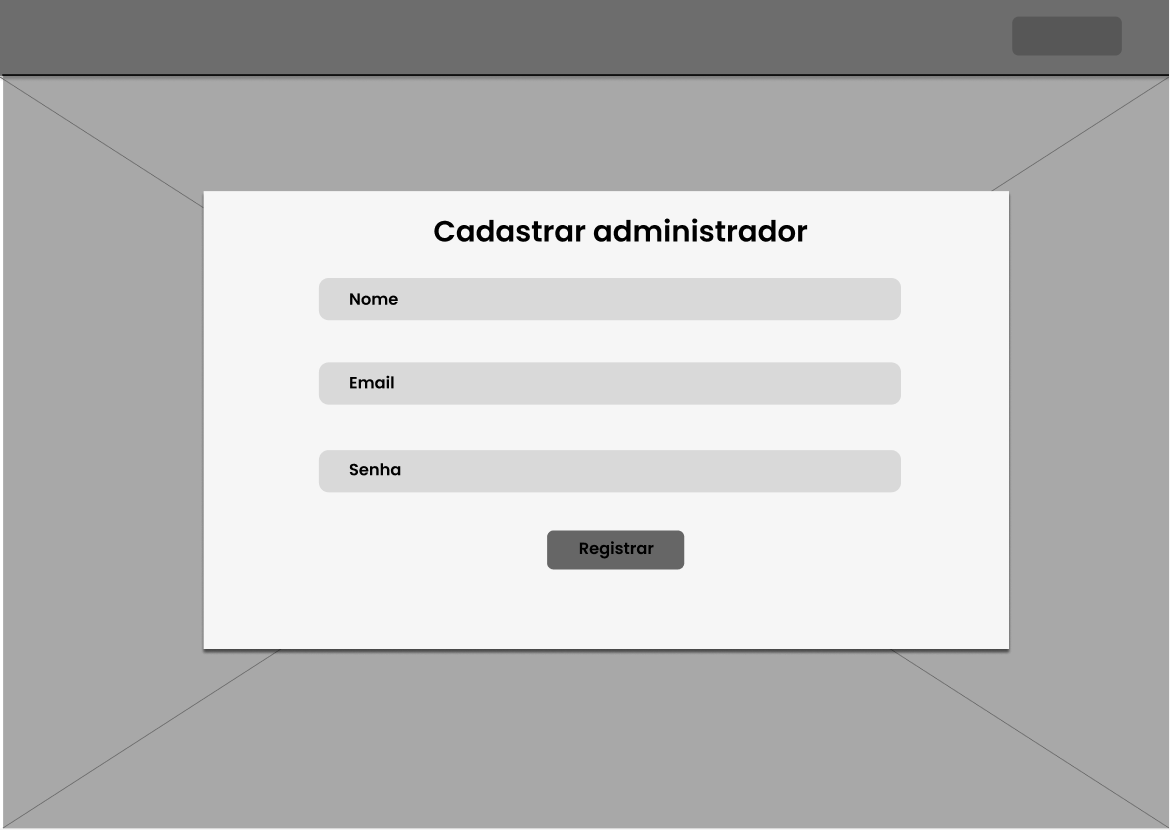 Cadastrar administrador
Nome
Email
Senha
Registrar